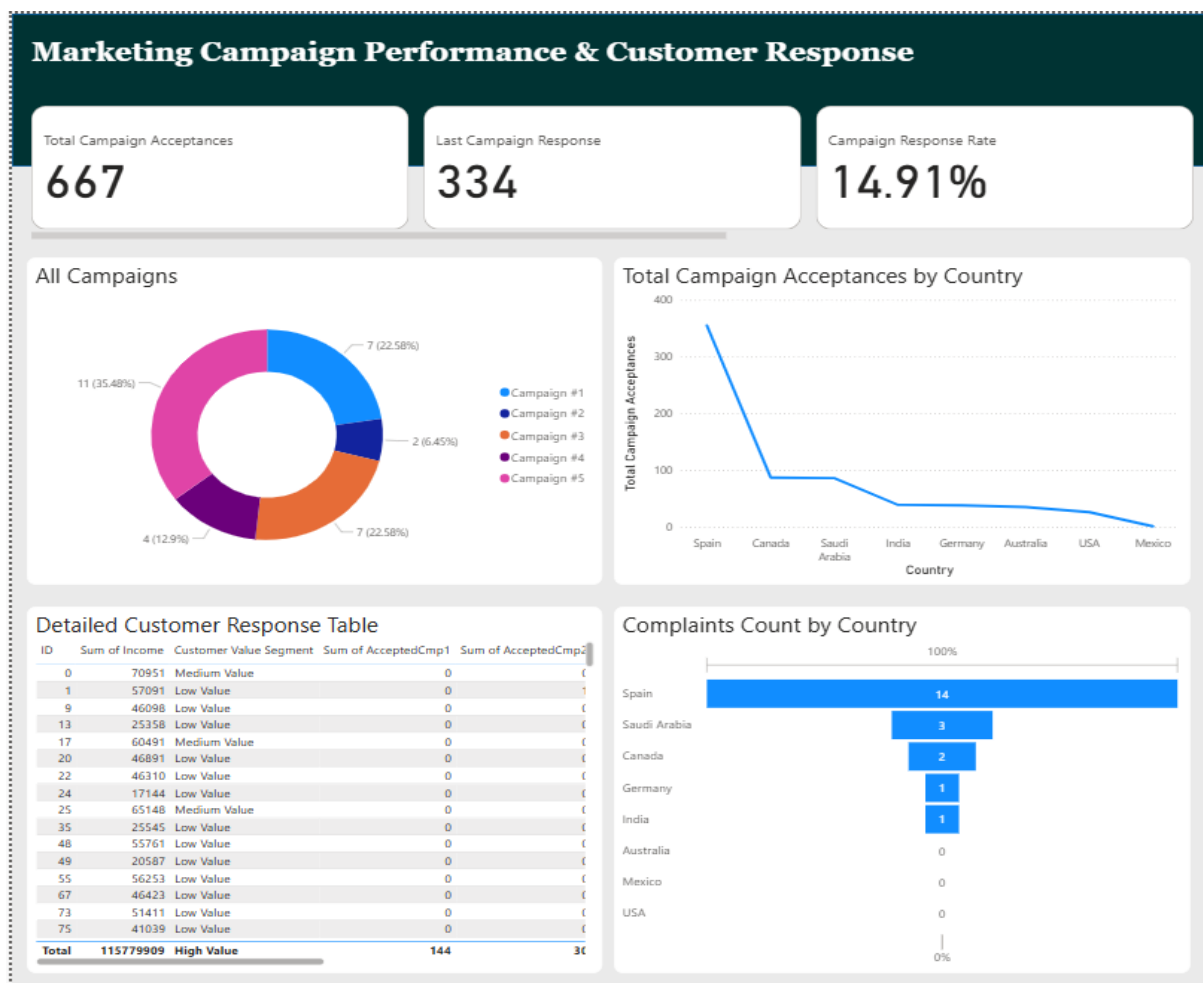 Marketing Campaign Performance & Customer Response
Total Campaign Acceptances
667
Last Campaign Response
334
Campaign Response Rate
14.91%
All Campaigns
7 (22.58%)
11 (35.48%)
2 (6.45%)
7 (22.58%)
4 (12.9%)
Campaign #1
Campaign #2
Campaign #3
Campaign #4
Campaign #5
Total Campaign Acceptances by Country
Total Campaign Acceptances
400
300
200
100
0
Spain Canada Saudi Arabia India Germany Australia USA Mexico
Country
Detailed Customer Response Table
ID Sum of Income Customer Value Segment Sum of AcceptedCmp1 Sum of AcceptedCmp2
0 70951 Medium Value 0
1 57091 Low Value 0
9 46098 Low Value 0
13 25358 Low Value 0
17 60491 Medium Value 0
20 46891 Low Value 0
22 46310 Low Value 0
24 17144 Low Value 0
25 65148 Medium Value 0
35 25545 Low Value 0
48 55761 Low Value 0
49 20587 Low Value 0
55 56253 Low Value 0
67 46423 Low Value 0
73 51411 Low Value 0
75 41039 Low Value 0
Total 115779909 High Value 144 30
Complaints Count by Country
100%
Spain 14
Saudi Arabia 3
Canada 2
Germany 1
India 1
Australia 0
Mexico 0
USA 0
0%